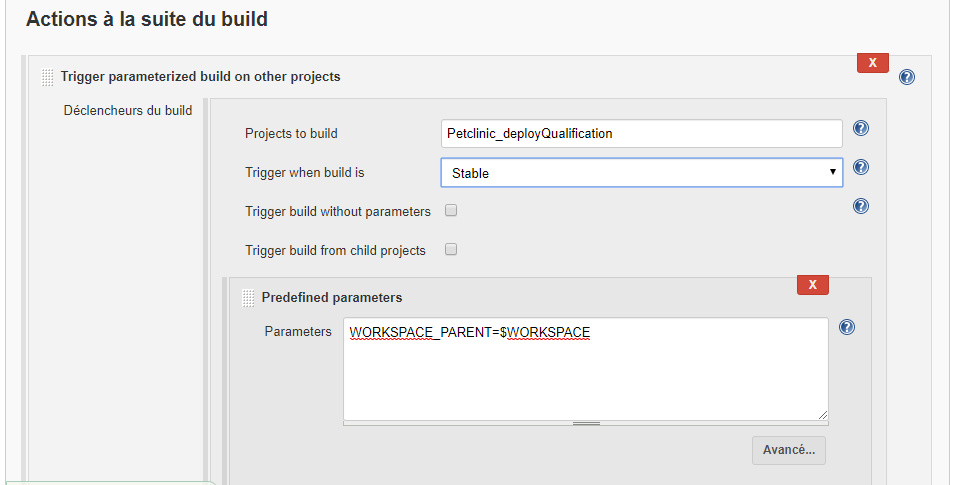 Actions à la suite du build
Trigger parameterized build on other projects
X
?
Déclencheurs du build
Projects to build
Petclinic_deployQualification
?
Trigger when build is
Stable
?
Trigger build without parameters
?
Trigger build from child projects
Predefined parameters
X
Parameters
WORKSPACE_PARENT=$WORKSPACE
?
Avancé...